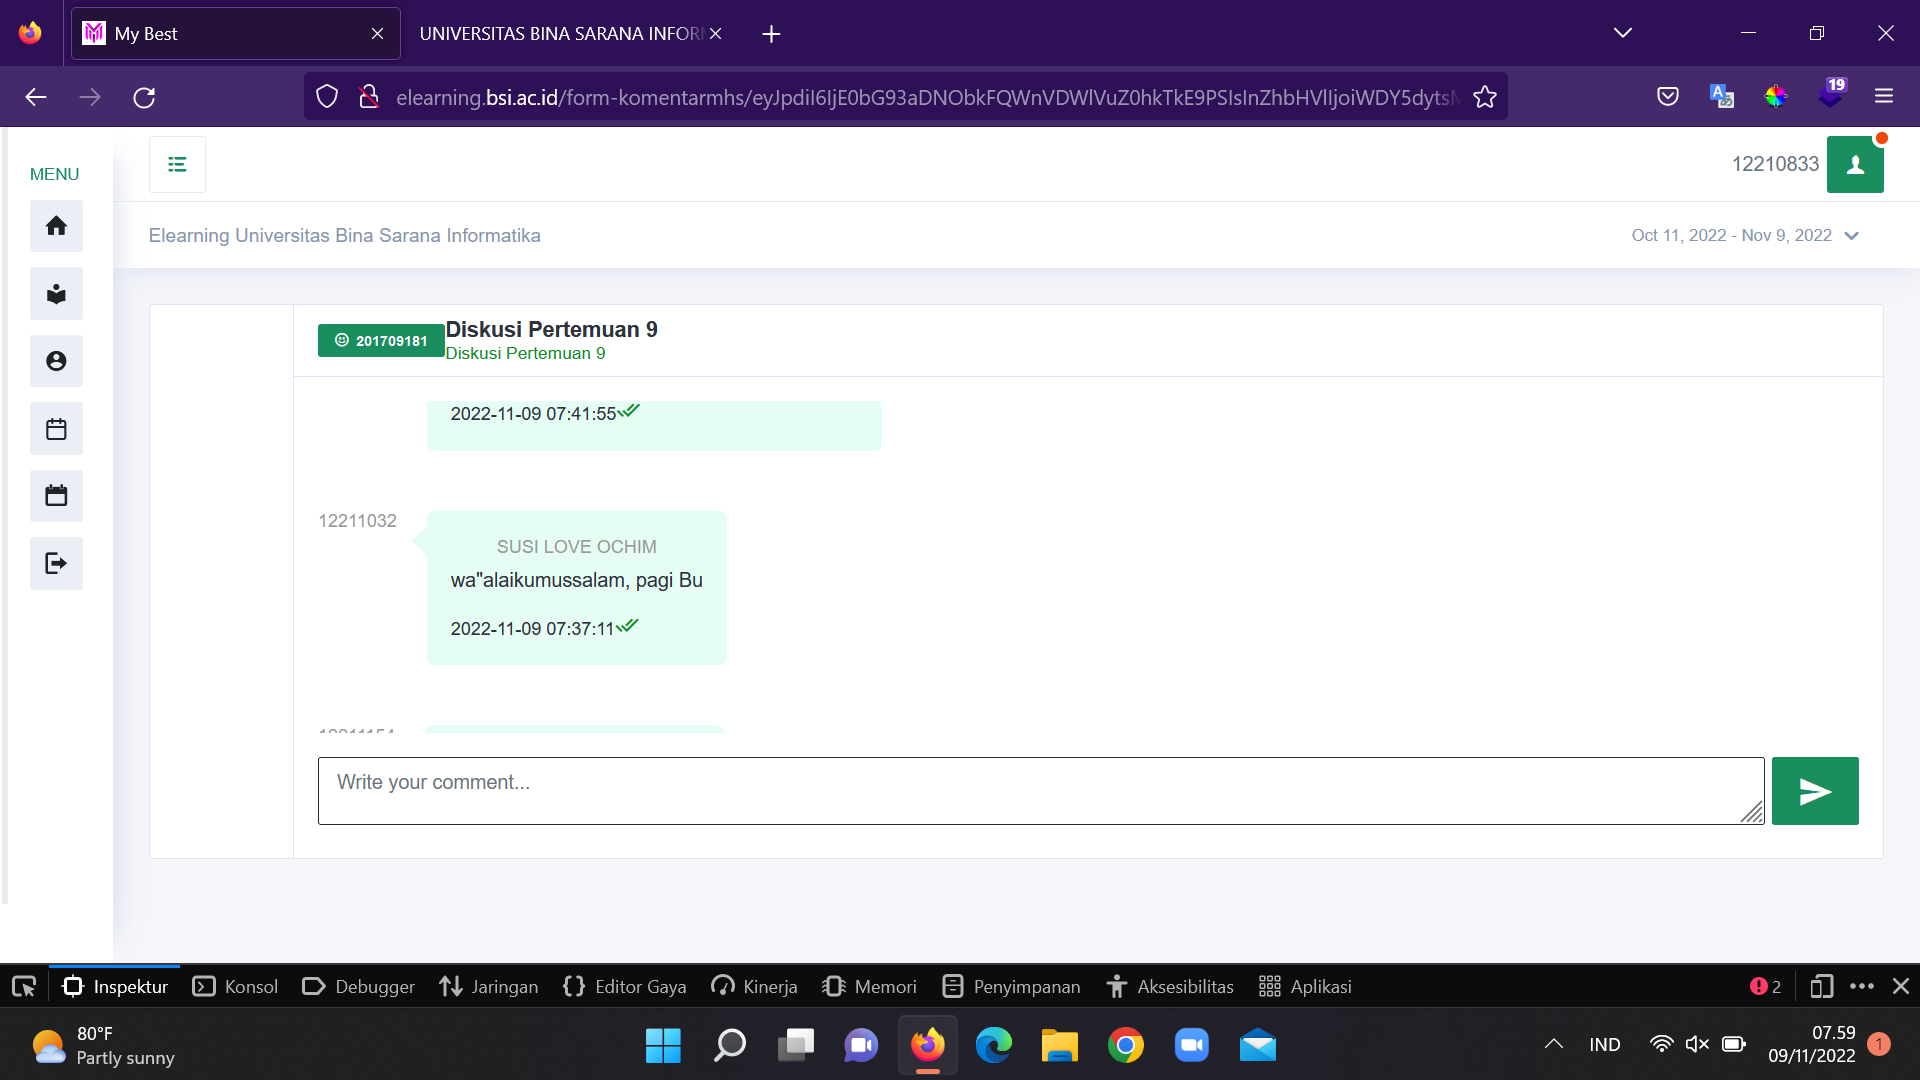 My Best
UNIVERSITAS BINA SARANA INFOR
elearning.bsi.ac.id/form-komentarmhs/
19
MENU
12210833
Elearning Universitas Bina Sarana Informatika
Oct 11, 2022 - Nov 9, 2022
201709181
Diskusi Pertemuan 9
Diskusi Pertemuan 9
2022-11-09 07:41:55
12211032
SUSI LOVE OCHIM
wa"alaikumussalam, pagi Bu
2022-11-09 07:37:11
Write your comment...
Inspektur
Konsol
Debugger
Jaringan
Editor Gaya
Kinerja
Memori
Penyimpanan
Aksesibilitas
Aplikasi
2
80°F
Partly sunny
IND
07.59
09/11/2022
1